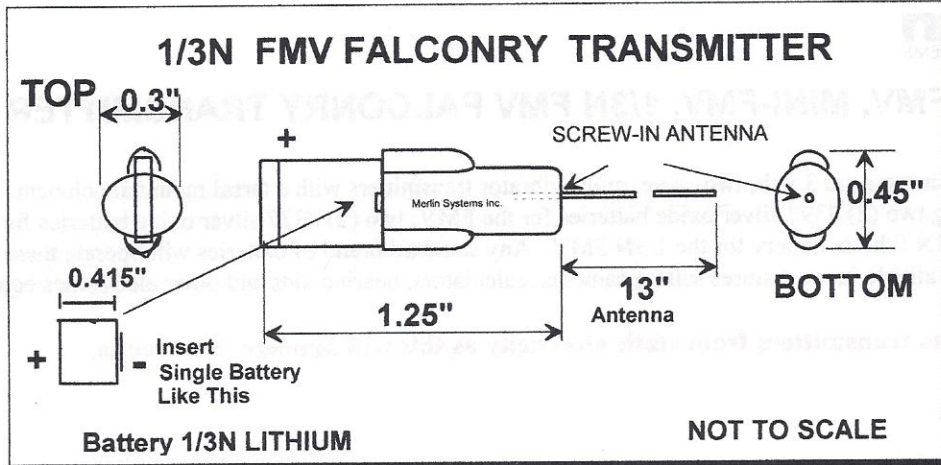 1/3N FMV FALCONRY TRANSMITTER
TOP
0.3"
+
SCREW-IN ANTENNA
Merlin Systems Inc.
0.45"
0.415"
13"
Antenna
BOTTOM
1.25"
+
-
Insert
Single Battery
Like This
Battery 1/3N LITHIUM
NOT TO SCALE